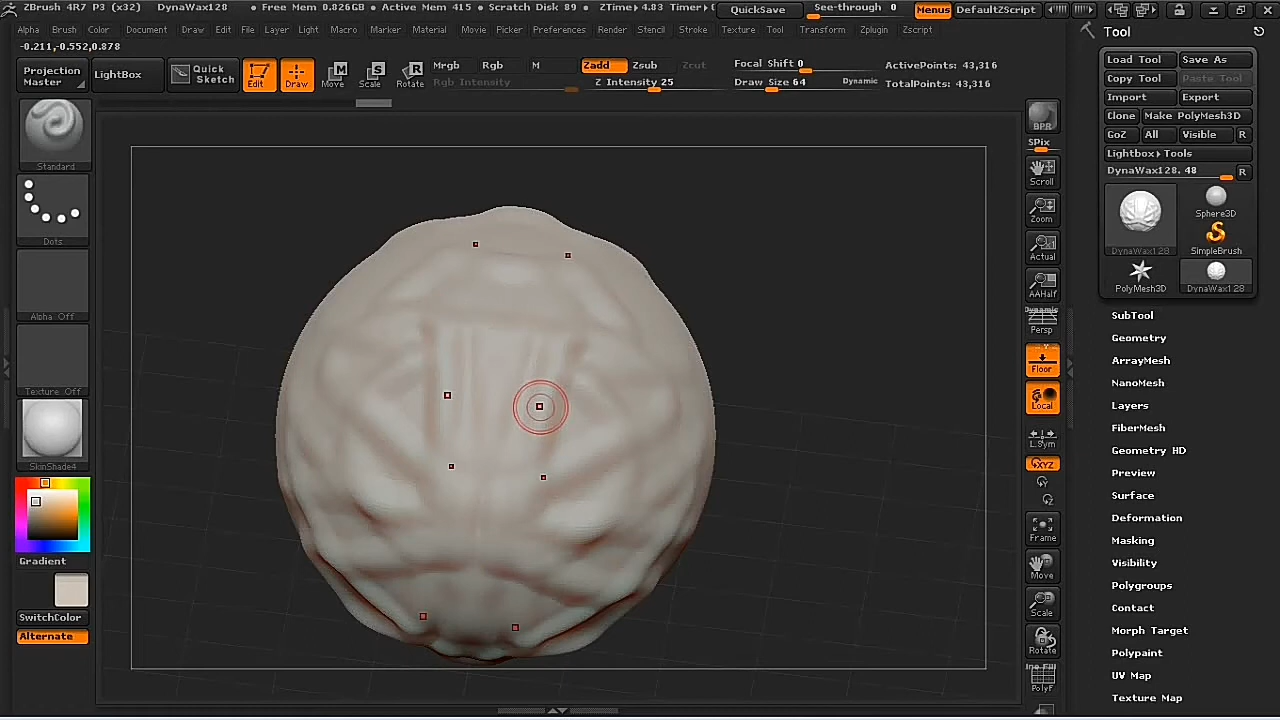 ZBrush 4R7 P3 (x32) DynaWax128 • Free Mem 0.826GB • Active Mem 415 • Scratch Disk 89 • ZTime▸ 4.83 Timer▸ QuickSave See-through 0 Menus DefaultZScript
Alpha Brush Color Document Draw Edit File Layer Light Macro Marker Material Movie Picker Preferences Render Stencil Stroke Texture Tool Transform Zplugin Zscript
-0.211,-0.552,0.878
Projection Master
LightBox
Quick Sketch
Edit
Draw
Move
Scale
Rotate
Mrgb Rgb M
Rgb Intensity
Zadd Zsub Zcut
Z Intensity 25
Focal Shift 0
Draw Size 64 Dynamic
ActivePoints: 43,316
TotalPoints: 43,316
Standard
Dots
Alpha Off
Texture Off
SkinShade4
Gradient
SwitchColor
Alternate
BPR
SPix
Scroll
Zoom
Actual
AAHalf
Dynamic
Persp
Floor
Local
L.Sym
XYZ
Y
Z
Frame
Move
Scale
Rotate
PolyF
Tool
Load Tool Save As
Copy Tool Paste Tool
Import Export
Clone Make PolyMesh3D
GoZ All Visible R
Lightbox▸Tools
DynaWax128. 48 R
DynaWax128
Sphere3D
SimpleBrush
PolyMesh3D
DynaWax128
SubTool
Geometry
ArrayMesh
NanoMesh
Layers
FiberMesh
Geometry HD
Preview
Surface
Deformation
Masking
Visibility
Polygroups
Contact
Morph Target
Polypaint
UV Map
Texture Map